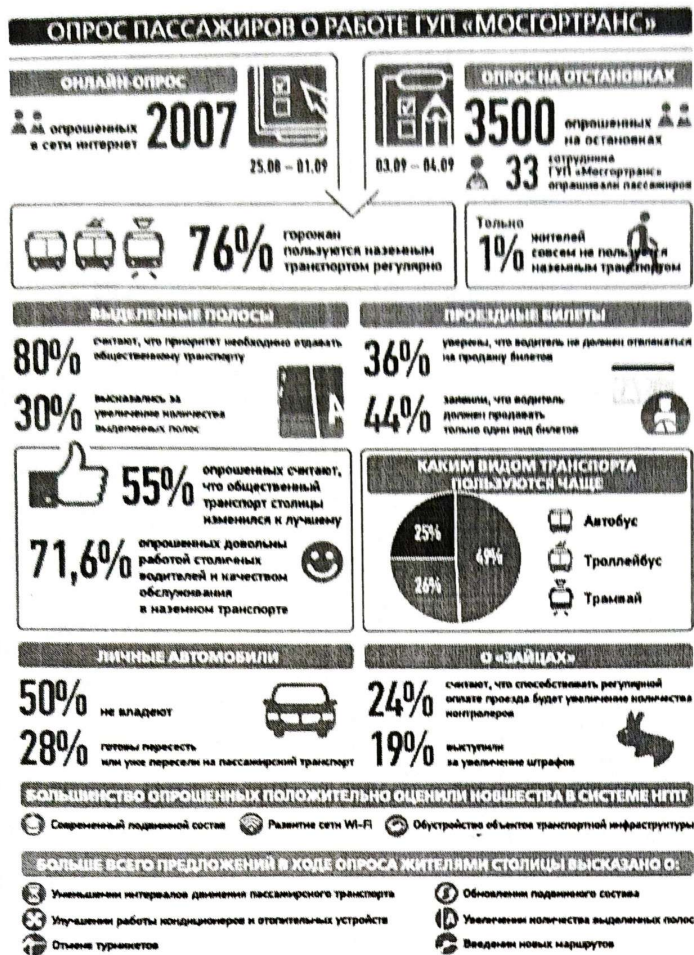 ОПРОС ПАССАЖИРОВ О РАБОТЕ ГУП «МОСГОРТРАНС»
ОНЛАЙН-ОПРОС
опрошенных
в сети интернет
2007
25.08 – 01.09
ОПРОС НА ОТСТАНОВКАХ
3500
опрошенных
на остановках
03.09 – 04.09
33
сотрудника
ГУП «Мосгортранс»
опрашивали пассажиров
76%
горожан
пользуются наземным
транспортом регулярно
Только
1%
жителей
совсем не пользуется
наземным транспортом
ВЫДЕЛЕННЫЕ ПОЛОСЫ
80%
считают, что приоритет необходимо отдавать
общественному транспорту
30%
высказались за
увеличение количества
выделенных полос
А
ПРОЕЗДНЫЕ БИЛЕТЫ
36%
уверены, что водитель не должен отвлекаться
на продажу билетов
44%
заявили, что водитель
должен продавать
только один вид билетов
55%
опрошенных считают,
что общественный
транспорт столицы
изменился к лучшему
71,6%
опрошенных довольны
работой столичных
водителей и качеством
обслуживания
в наземном транспорте
КАКИМ ВИДОМ ТРАНСПОРТА
ПОЛЬЗУЮТСЯ ЧАЩЕ
25%
49%
26%
Автобус
Троллейбус
Трамвай
ЛИЧНЫЕ АВТОМОБИЛИ
50%
не владеют
28%
готовы пересесть
или уже пересели на пассажирский транспорт
О «ЗАЙЦАХ»
24%
считают, что способствовать регулярной
оплате проезда будет увеличение количества
контролеров
19%
выступили
за увеличение штрафов
БОЛЬШИНСТВО ОПРОШЕННЫХ ПОЛОЖИТЕЛЬНО ОЦЕНИЛИ НОВШЕСТВА В СИСТЕМЕ НГПТ
Современный подвижной состав
Развитие сети Wi-Fi
Обустройство объектов транспортной инфраструктуры
БОЛЬШЕ ВСЕГО ПРЕДЛОЖЕНИЙ В ХОДЕ ОПРОСА ЖИТЕЛЯМИ СТОЛИЦЫ ВЫСКАЗАНО О:
Уменьшении интервалов движения пассажирского транспорта
Улучшении работы кондиционеров и отопительных устройств
Отмене турникетов
Обновлении подвижного состава
Увеличении количества выделенных полос
Введении новых маршрутов